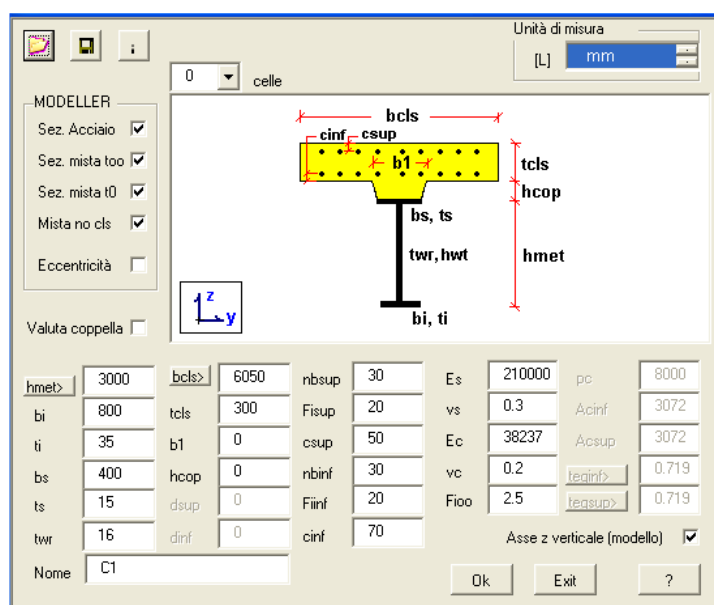 Unità di misura
[L] mm
i
0 celle
MODELLER
Sez. Acciaio
Sez. mista too
Sez. mista t0
Mista no cls
Eccentricità
Valuta coppella
bcls
cinf csup
b1
tcls
hcop
bs, ts
twr, hwt
hmet
bi, ti
z
y
hmet> 3000 bcls> 6050 nbsup 30 Es 210000 pc 8000
bi 800 tcls 300 Fisup 20 vs 0.3 Acinf 3072
ti 35 b1 0 csup 50 Ec 38237 Acsup 3072
bs 400 hcop 0 nbinf 30 vc 0.2 teqinf> 0.719
ts 15 dsup 0 Fiinf 20 Fioo 2.5 teqsup> 0.719
twr 16 dinf 0 cinf 70 Asse z verticale (modello)
Nome C1
Ok Exit ?